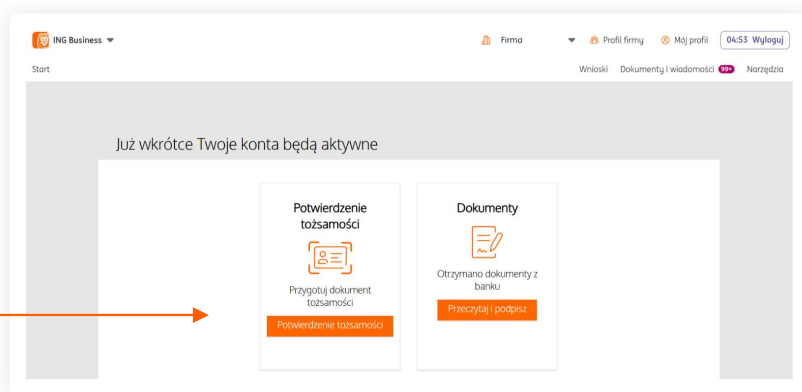 ING Business
Firma
Profil firmy
Mój profil
04:53 Wyloguj
Start
Wnioski
Dokumenty i wiadomości 99+
Narzędzia
Już wkrótce Twoje konta będą aktywne
Potwierdzenie
tożsamości
Przygotuj dokument
tożsamości
Potwierdzenie tożsamości
Dokumenty
Otrzymano dokumenty z
banku
Przeczytaj i podpisz